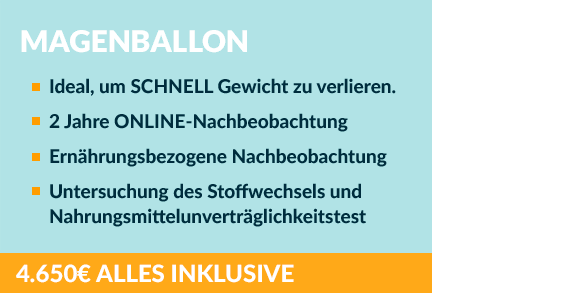 MAGENBALLON
Ideal, um SCHNELL Gewicht zu verlieren.
2 Jahre ONLINE-Nachbeobachtung
Ernährungsbezogene Nachbeobachtung
Untersuchung des Stoffwechsels und
Nahrungsmittelunverträglichkeitstest
4.650€ ALLES INKLUSIVE